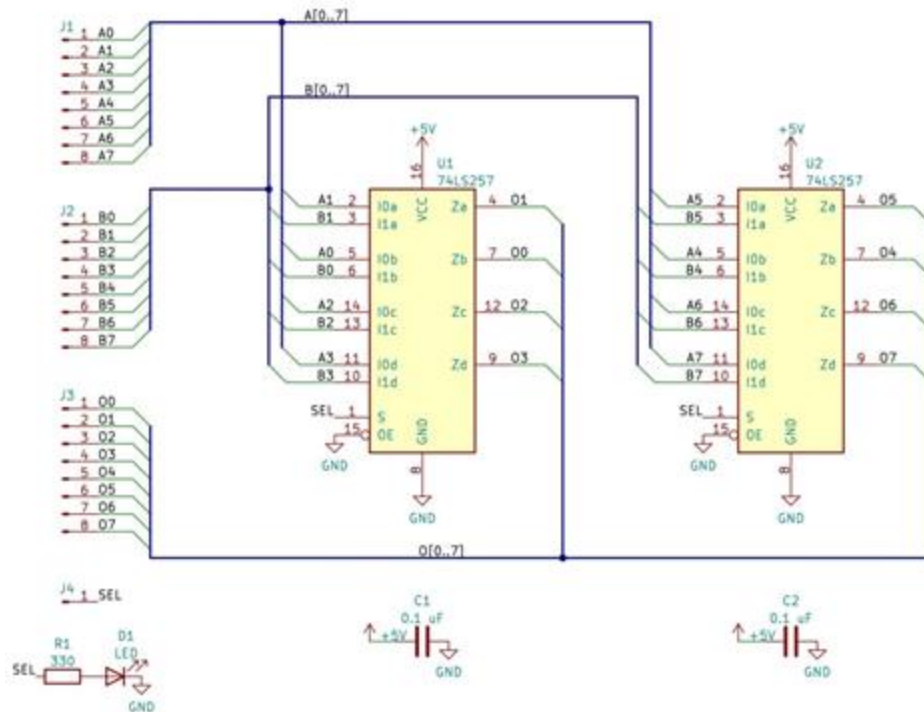 J1
1 A0
2 A1
3 A2
4 A3
5 A4
6 A5
7 A6
8 A7
J2
1 B0
2 B1
3 B2
4 B3
5 B4
6 B5
7 B6
8 B7
J3
1 O0
2 O1
3 O2
4 O3
5 O4
6 O5
7 O6
8 O7
J4
1 SEL
R1
330
SEL
D1
LED
GND
A[0..7]
B[0..7]
+5V
16
U1
74LS257
VCC
A1 2 I0a Za 4 O1
B1 3 I1a
A0 5 I0b Zb 7 O0
B0 6 I1b
A2 14 I0c Zc 12 O2
B2 13 I1c
A3 11 I0d Zd 9 O3
B3 10 I1d
SEL 1 S
15 OE
GND
GND
8
GND
O[0..7]
C1
0.1 uF
+5V
GND
+5V
16
U2
74LS257
VCC
A5 2 I0a Za 4 O5
B5 3 I1a
A4 5 I0b Zb 7 O4
B4 6 I1b
A6 14 I0c Zc 12 O6
B6 13 I1c
A7 11 I0d Zd 9 O7
B7 10 I1d
SEL 1 S
15 OE
GND
GND
8
GND
C2
0.1 uF
+5V
GND